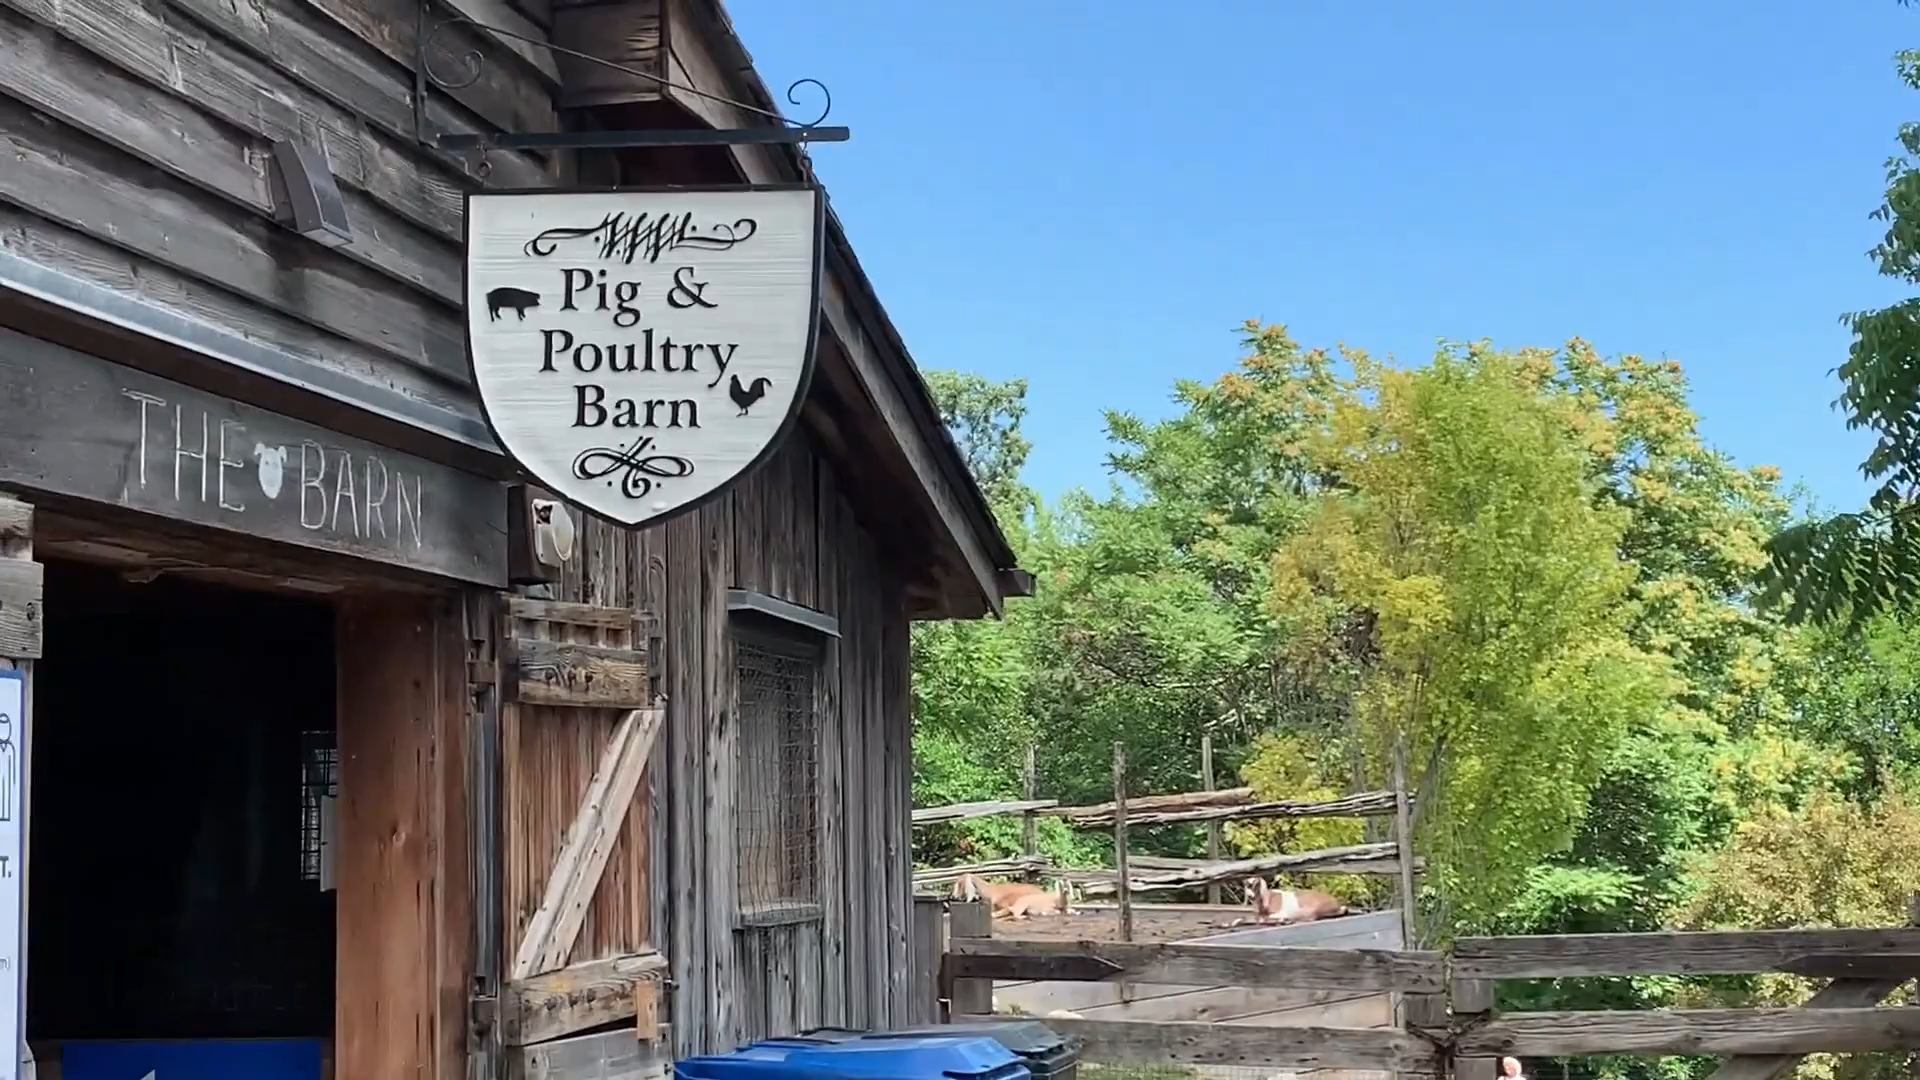 Pig &
Poultry
Barn
THE BARN
T.